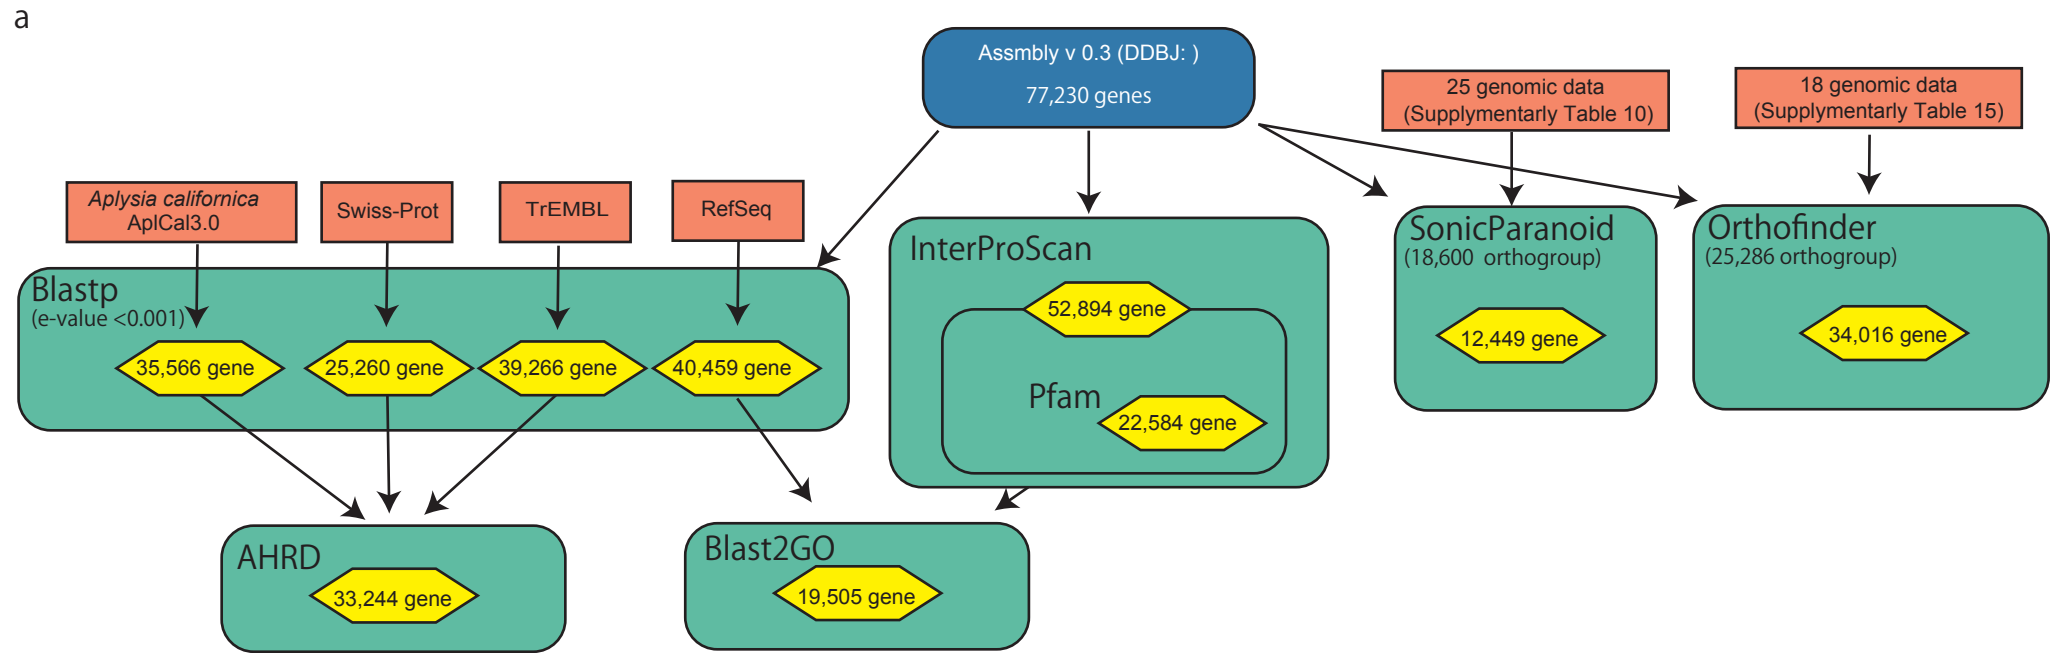 a
Assmbly v 0.3 (DDBJ: )
77,230 genes
25 genomic data
(Supplymentarly Table 10)
18 genomic data
(Supplymentarly Table 15)
Aplysia californica
AplCal3.0
Swiss-Prot
TrEMBL
RefSeq
Blastp
(e-value <0.001)
35,566 gene
25,260 gene
39,266 gene
40,459 gene
InterProScan
52,894 gene
Pfam
22,584 gene
SonicParanoid
(18,600 orthogroup)
12,449 gene
Orthofinder
(25,286 orthogroup)
34,016 gene
AHRD
33,244 gene
Blast2GO
19,505 gene